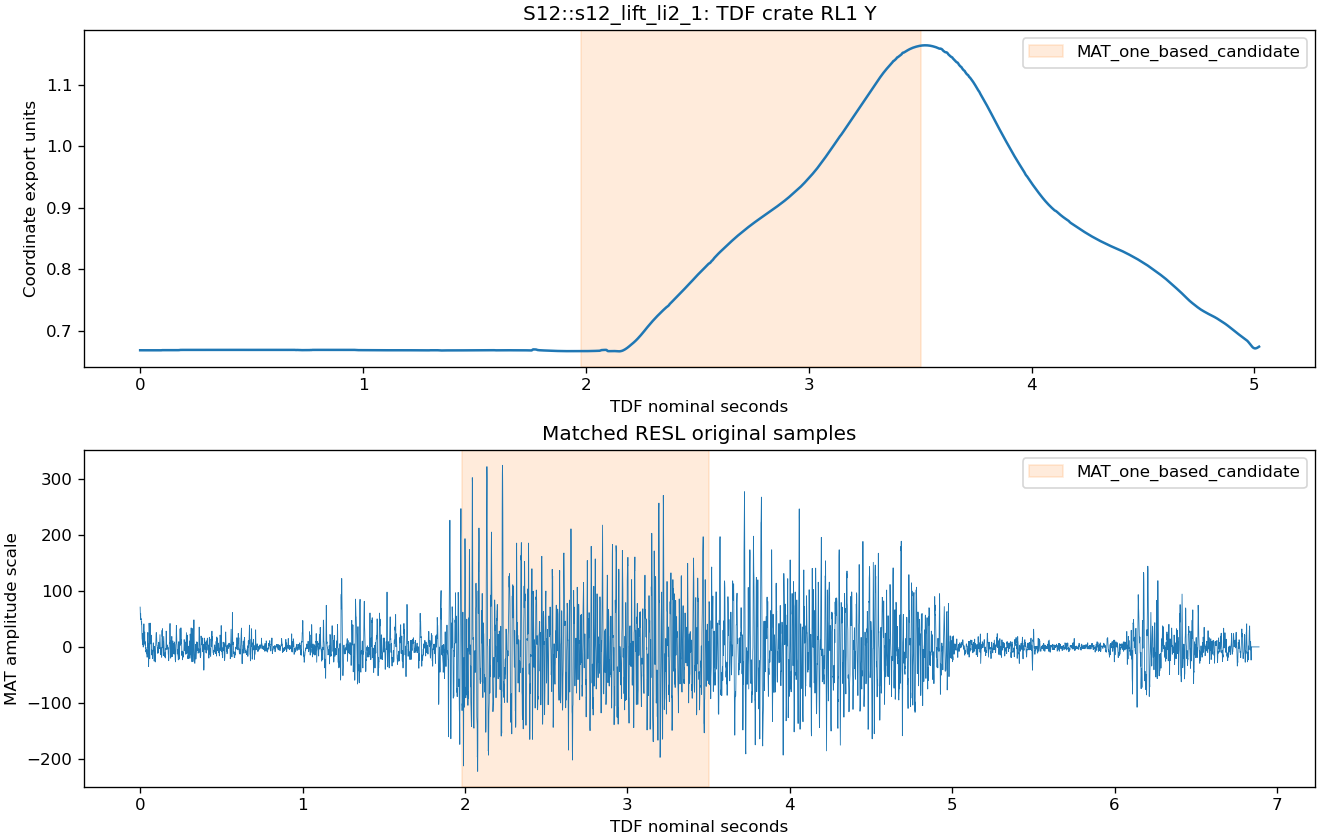 S12::s12_lift_li2_1: TDF crate RL1 Y
MAT_one_based_candidate
Coordinate export units
1.1
1.0
0.9
0.8
0.7
0 1 2 3 4 5
TDF nominal seconds
Matched RESL original samples
MAT_one_based_candidate
MAT amplitude scale
300
200
100
0
−100
−200
0 1 2 3 4 5 6 7
TDF nominal seconds